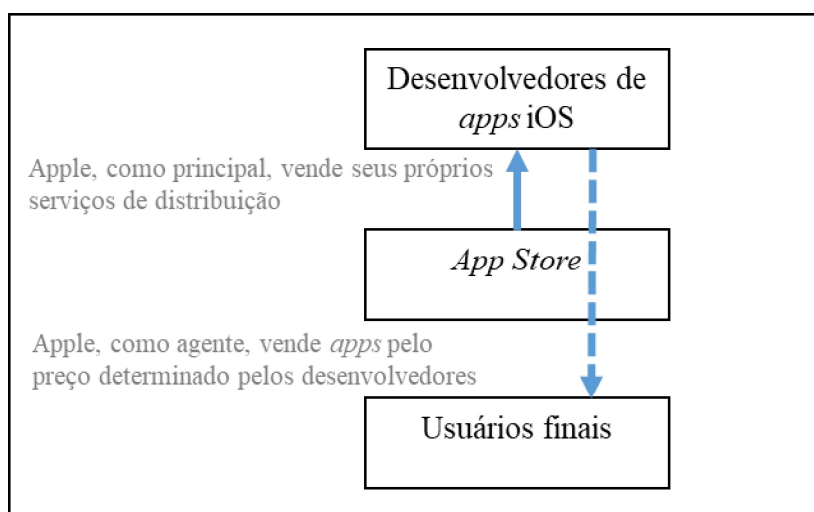 Desenvolvedores de
apps iOS
Apple, como principal, vende seus próprios
serviços de distribuição
App Store
Apple, como agente, vende apps pelo
preço determinado pelos desenvolvedores
Usuários finais